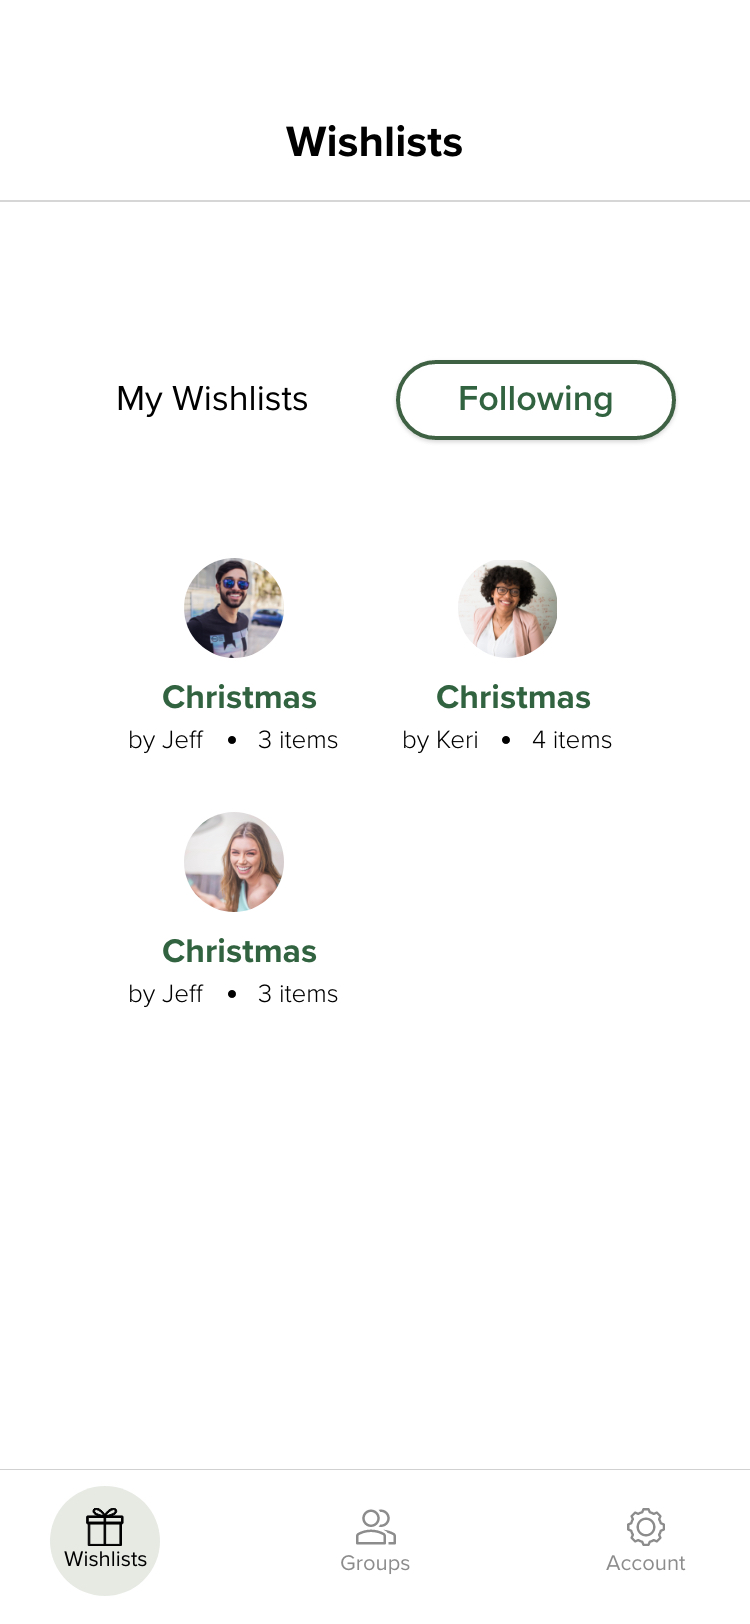 Wishlists
My Wishlists
Following
Christmas
by Jeff • 3 items
Christmas
by Keri • 4 items
Christmas
by Jeff • 3 items
Wishlists
Groups
Account